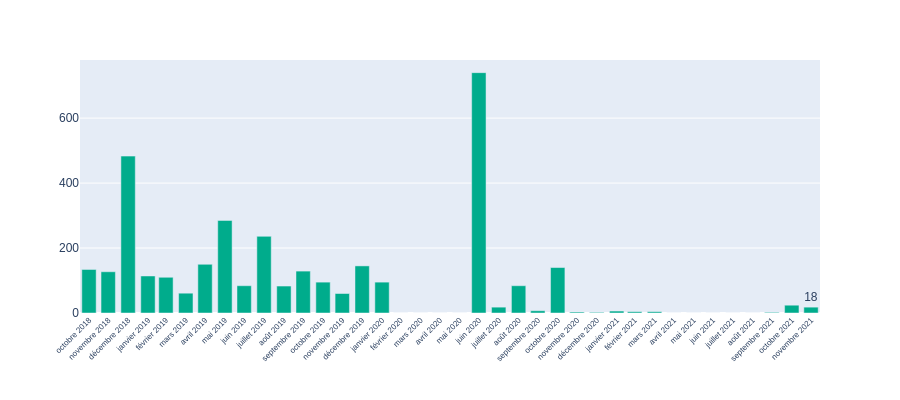 600
400
200
0
18
octobre 2018
novembre 2018
décembre 2018
janvier 2019
février 2019
mars 2019
avril 2019
mai 2019
juin 2019
juillet 2019
août 2019
septembre 2019
octobre 2019
novembre 2019
décembre 2019
janvier 2020
février 2020
mars 2020
avril 2020
mai 2020
juin 2020
juillet 2020
août 2020
septembre 2020
octobre 2020
novembre 2020
décembre 2020
janvier 2021
février 2021
mars 2021
avril 2021
mai 2021
juin 2021
juillet 2021
août 2021
septembre 2021
octobre 2021
novembre 2021